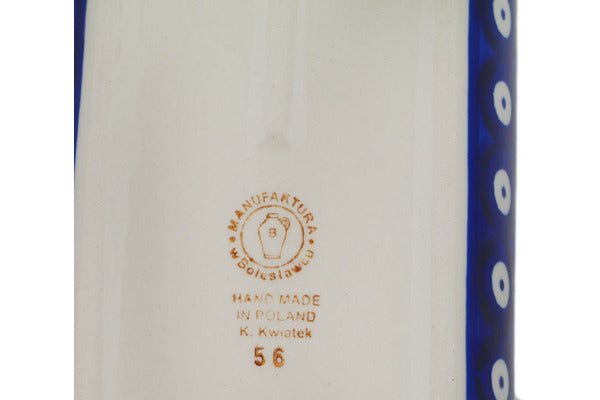 MANUFAKTURA
w Bolesławcu
B
HAND MADE
IN POLAND
K. Kwiatek
56